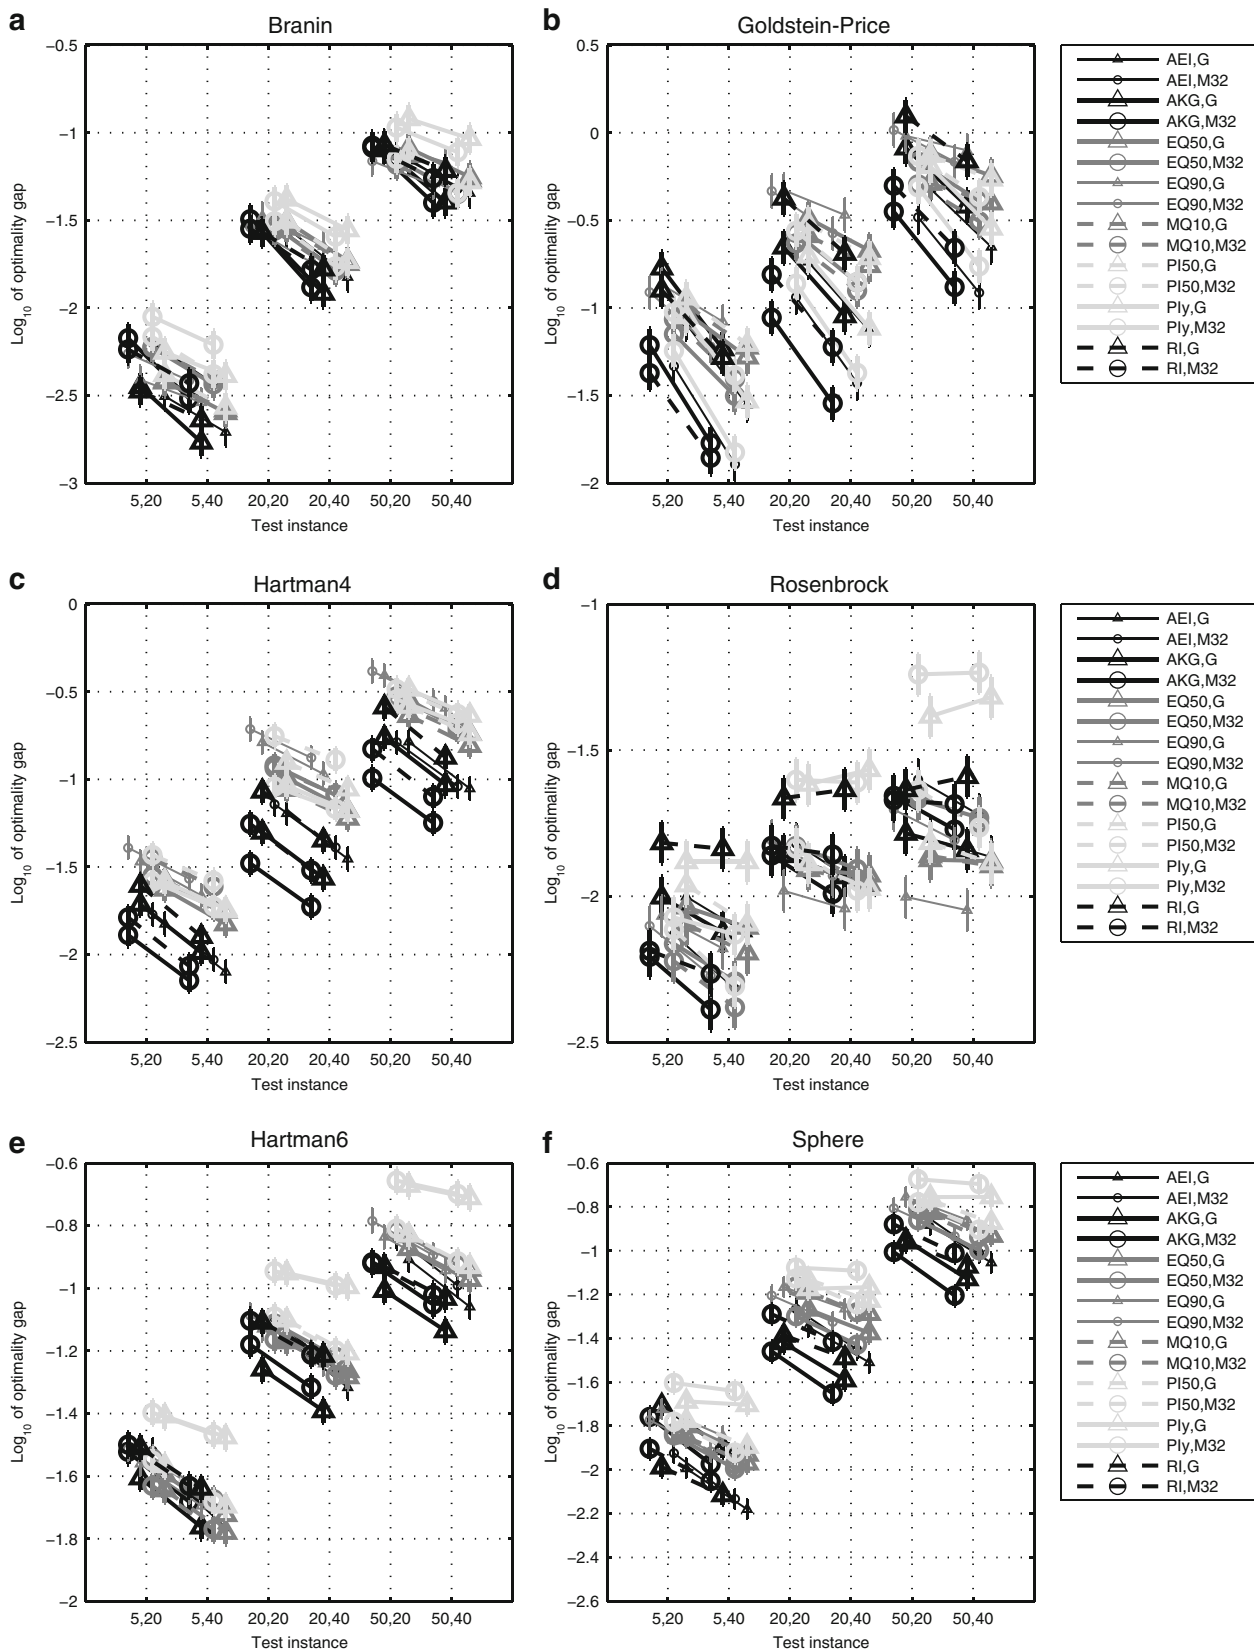 a
Branin
−0.5
−1
−1.5
−2
−2.5
−3
Log10 of optimality gap
5,20 5,40 20,20 20,40 50,20 50,40
Test instance
b
Goldstein-Price
0.5
0
−0.5
−1
−1.5
−2
Log10 of optimality gap
5,20 5,40 20,20 20,40 50,20 50,40
Test instance
AEI,G
AEI,M32
AKG,G
AKG,M32
EQ50,G
EQ50,M32
EQ90,G
EQ90,M32
MQ10,G
MQ10,M32
PI50,G
PI50,M32
PIy,G
PIy,M32
RI,G
RI,M32
c
Hartman4
0
−0.5
−1
−1.5
−2
−2.5
Log10 of optimality gap
5,20 5,40 20,20 20,40 50,20 50,40
Test instance
d
Rosenbrock
−1
−1.5
−2
−2.5
Log10 of optimality gap
5,20 5,40 20,20 20,40 50,20 50,40
Test instance
AEI,G
AEI,M32
AKG,G
AKG,M32
EQ50,G
EQ50,M32
EQ90,G
EQ90,M32
MQ10,G
MQ10,M32
PI50,G
PI50,M32
PIy,G
PIy,M32
RI,G
RI,M32
e
Hartman6
−0.6
−0.8
−1
−1.2
−1.4
−1.6
−1.8
−2
Log10 of optimality gap
5,20 5,40 20,20 20,40 50,20 50,40
Test instance
f
Sphere
−0.6
−0.8
−1
−1.2
−1.4
−1.6
−1.8
−2
−2.2
−2.4
−2.6
Log10 of optimality gap
5,20 5,40 20,20 20,40 50,20 50,40
Test instance
AEI,G
AEI,M32
AKG,G
AKG,M32
EQ50,G
EQ50,M32
EQ90,G
EQ90,M32
MQ10,G
MQ10,M32
PI50,G
PI50,M32
PIy,G
PIy,M32
RI,G
RI,M32